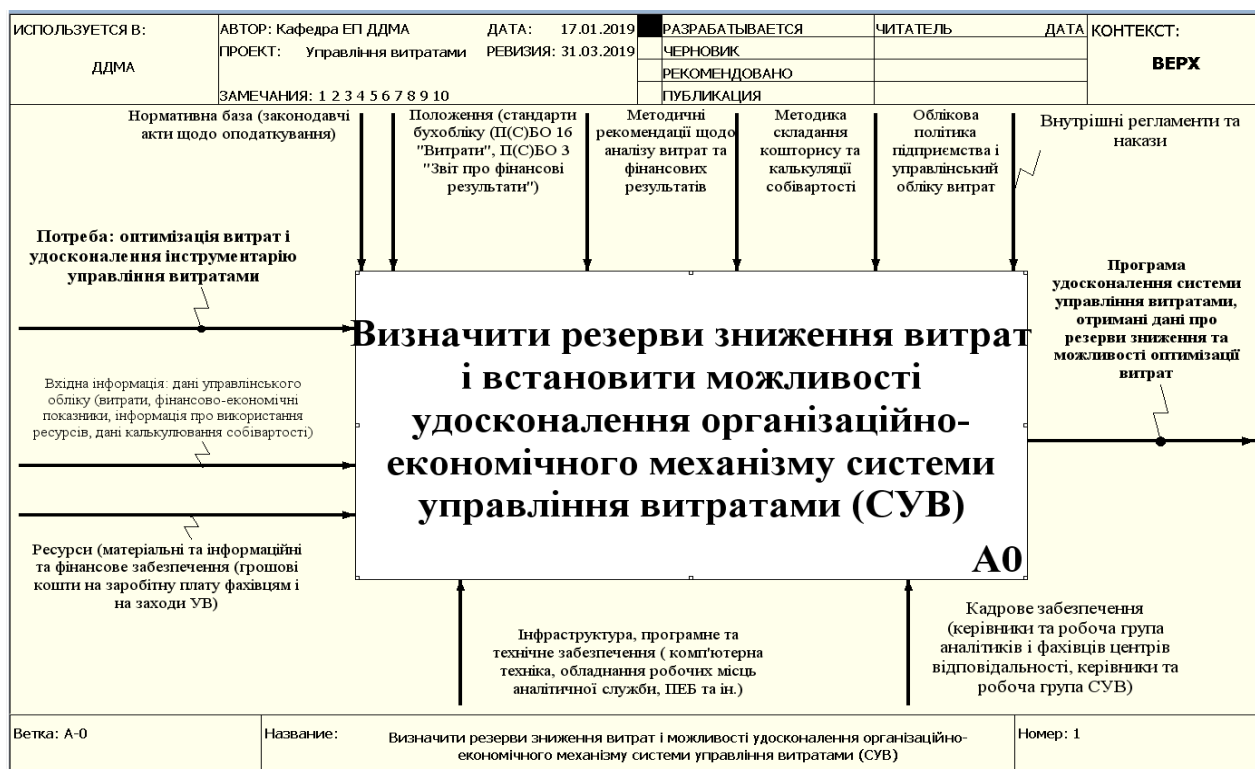 ИСПОЛЬЗУЕТСЯ В:
ДДМА
АВТОР: Кафедра ЕП ДДМА
ДАТА: 17.01.2019
ПРОЕКТ: Управління витратами
РЕВИЗИЯ: 31.03.2019
ЗАМЕЧАНИЯ: 1 2 3 4 5 6 7 8 9 10
РАЗРАБАТЫВАЕТСЯ
ЧЕРНОВИК
РЕКОМЕНДОВАНО
ПУБЛИКАЦИЯ
ЧИТАТЕЛЬ
ДАТА
КОНТЕКСТ:
ВЕРХ
Нормативна база (законодавчі
акти щодо оподаткування)
Положення (стандарти
бухобліку (П(С)БО 16
"Витрати", П(С)БО 3
"Звіт про фінансові
результати")
Методичні
рекомендації щодо
аналізу витрат та
фінансових
результатів
Методика
складання
кошторису та
калькуляції
собівартості
Облікова
політика
підприємства і
управлінський
обліку витрат
Внутрішні регламенти та
накази
Потреба: оптимізація витрат і
удосконалення інструментарію
управління витратами
Вхідна інформація: дані управлінського
обліку (витрати, фінансово-економічні
показники, інформація про використання
ресурсів, дані калькулювання собівартості)
Ресурси (матеріальні та інформаційні
та фінансове забезпечення (грошові
кошти на заробітну плату фахівцям і
на заходи УВ)
Визначити резерви зниження витрат
і встановити можливості
удосконалення організаційно-
економічного механізму системи
управління витратами (СУВ)
A0
Програма
удосконалення системи
управління витратами,
отримані дані про
резерви зниження та
можливості оптимізації
витрат
Інфраструктура, програмне та
технічне забезпечення ( комп'ютерна
техніка, обладнання робочих місць
аналітичної служби, ПЕБ та ін.)
Кадрове забезпечення
(керівники та робоча група
аналітиків і фахівців центрів
відповідальності, керівники та
робоча група СУВ)
Ветка: A-0
Название:
Визначити резерви зниження витрат і можливості удосконалення організаційно-
економічного механізму системи управління витратами (СУВ)
Номер: 1